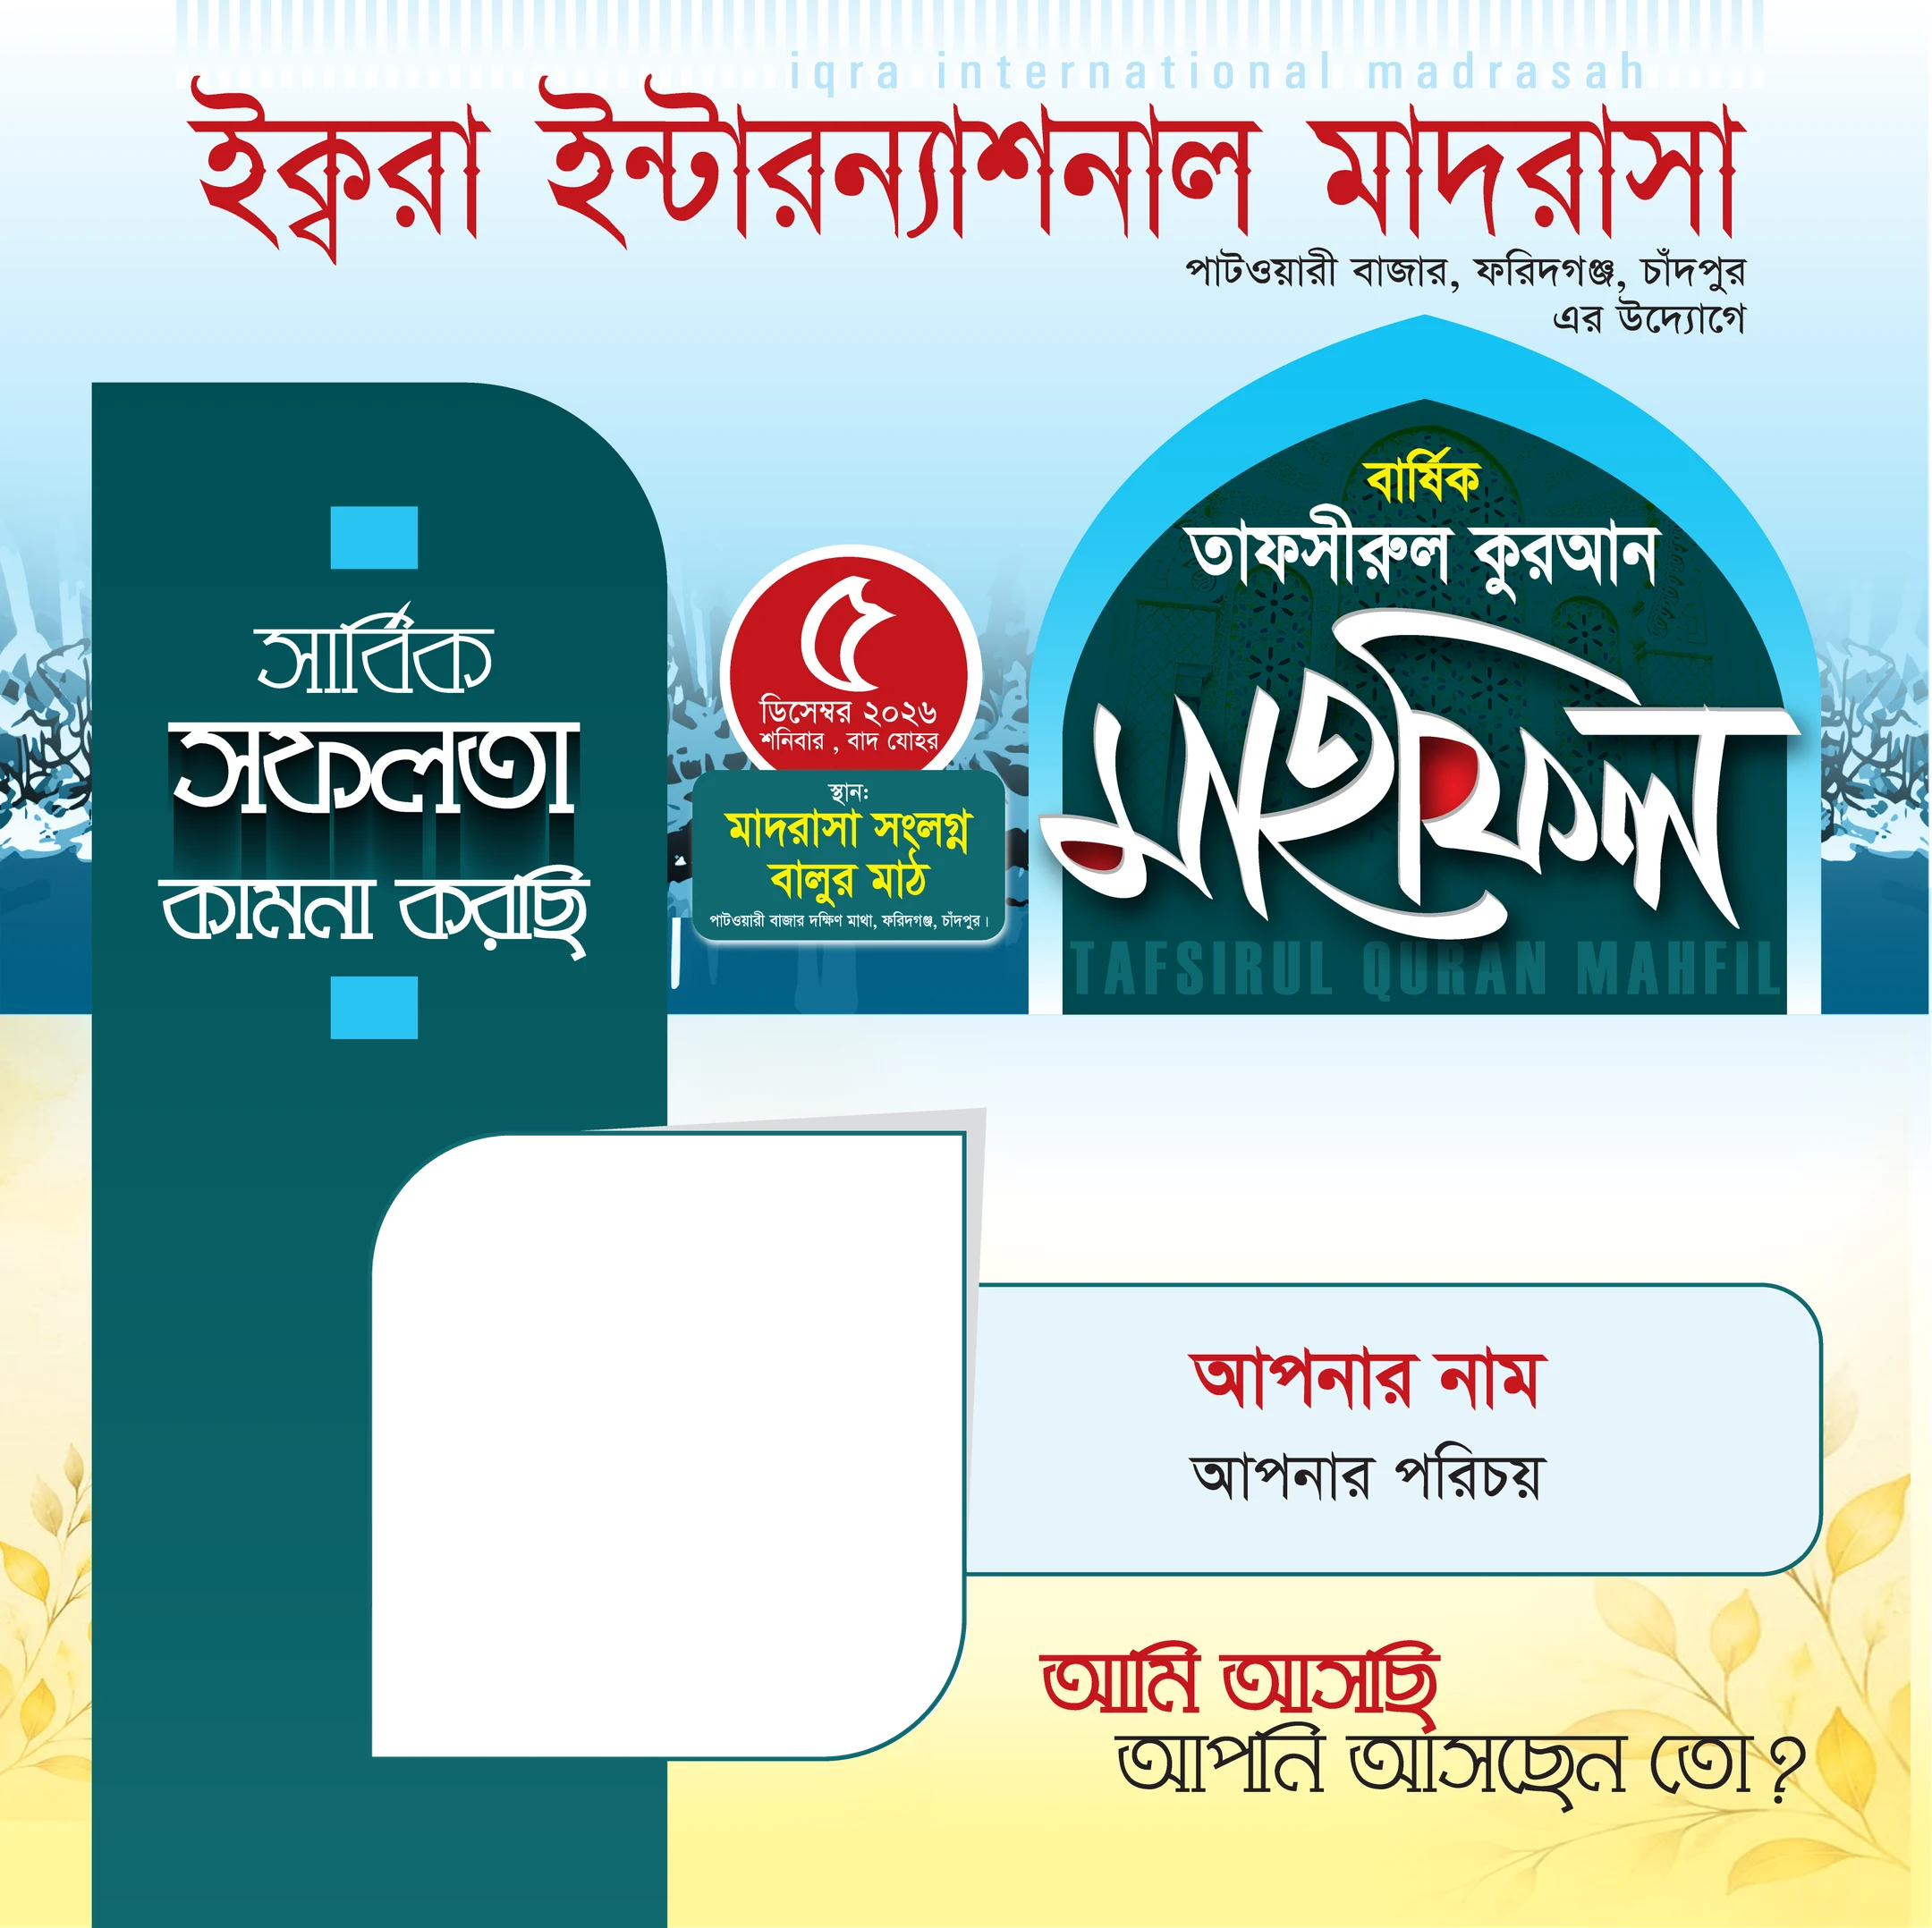 iqra international madrasah
ইক্বরা ইন্টারন্যাশনাল মাদরাসা
পাটওয়ারী বাজার, ফরিদগঞ্জ, চাঁদপুর
এর উদ্যোগে
বার্ষিক
তাফসীরুল কুরআন
মাহফিল
TAFSIRUL QURAN MAHFIL
৫
ডিসেম্বর ২০২৬
শনিবার , বাদ যোহর
স্থান:
মাদরাসা সংলগ্ন
বালুর মাঠ
পাটওয়ারী বাজার দক্ষিণ মাথা, ফরিদগঞ্জ, চাঁদপুর।
সার্বিক
সফলতা
কামনা করছি
আপনার নাম
আপনার পরিচয়
আমি আসছি
আপনি আসছেন তো?